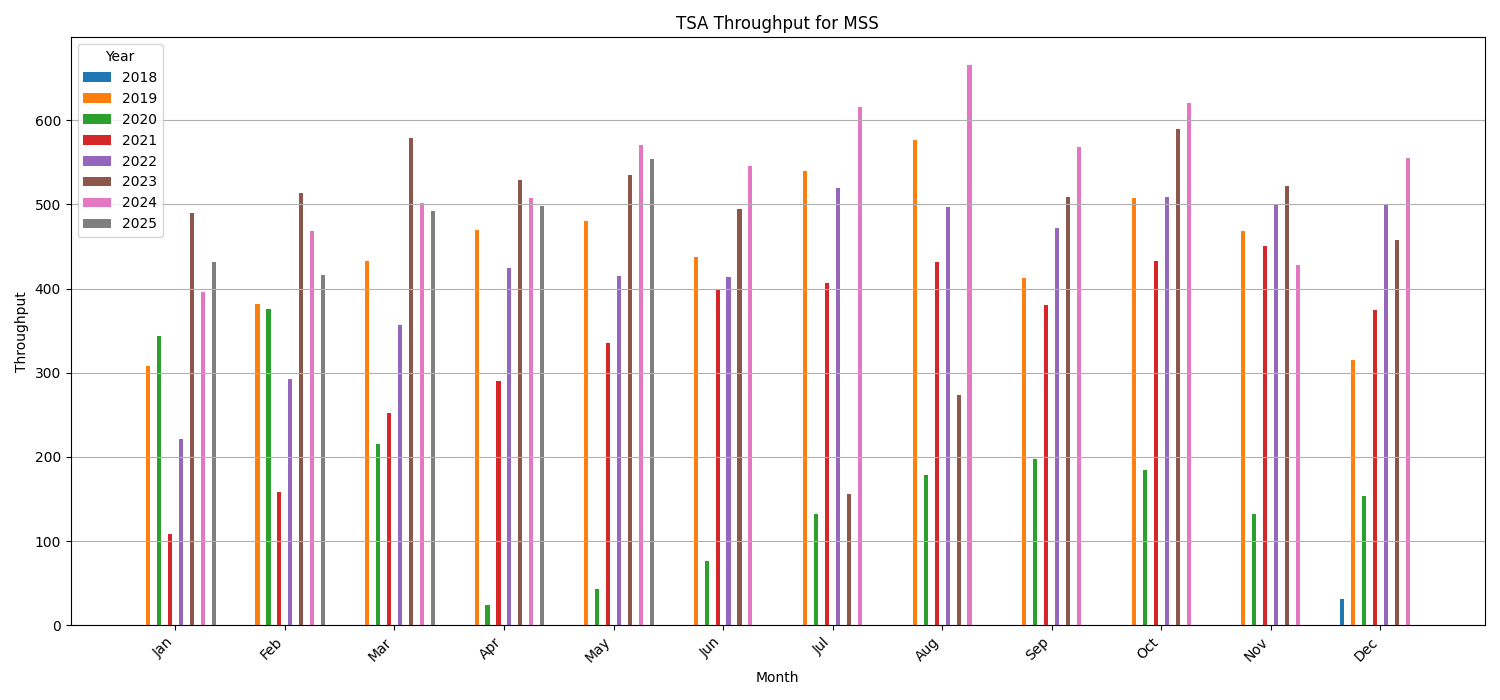 TSA Throughput for MSS
Year
2018
2019
2020
2021
2022
2023
2024
2025
Throughput
600
500
400
300
200
100
0
Jan
Feb
Mar
Apr
May
Jun
Jul
Aug
Sep
Oct
Nov
Dec
Month